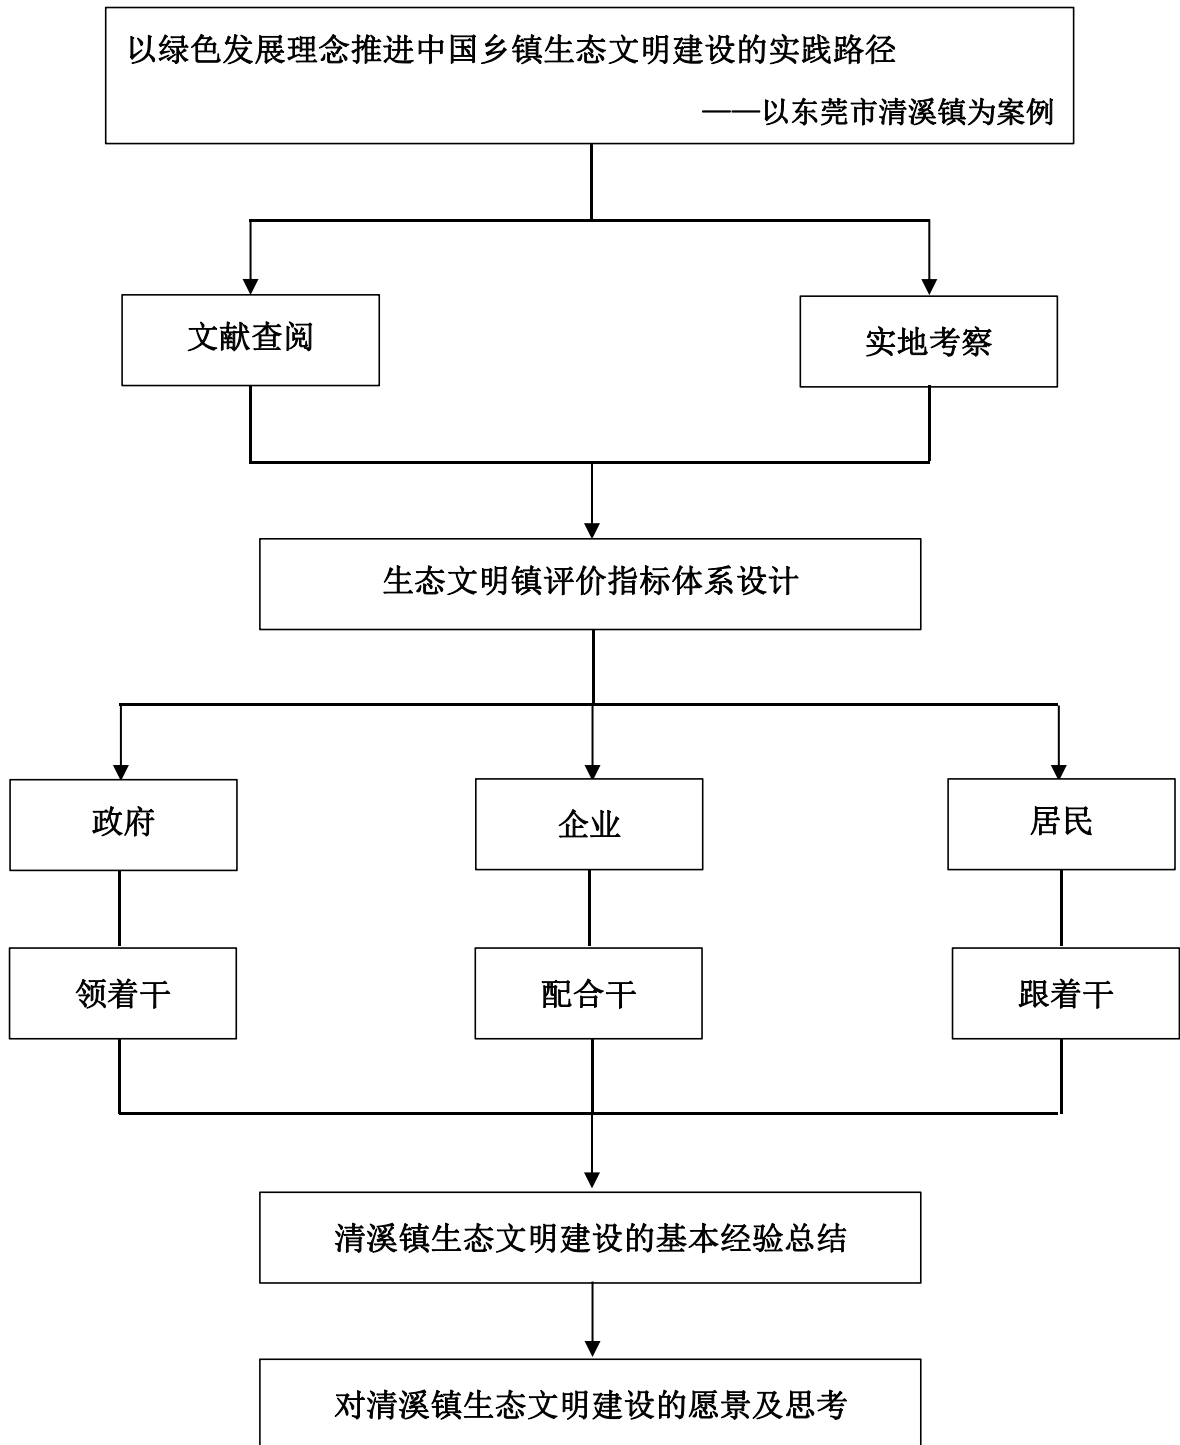 以绿色发展理念推进中国乡镇生态文明建设的实践路径
——以东莞市清溪镇为案例
文献查阅
实地考察
生态文明镇评价指标体系设计
政府
企业
居民
领着干
配合干
跟着干
清溪镇生态文明建设的基本经验总结
对清溪镇生态文明建设的愿景及思考